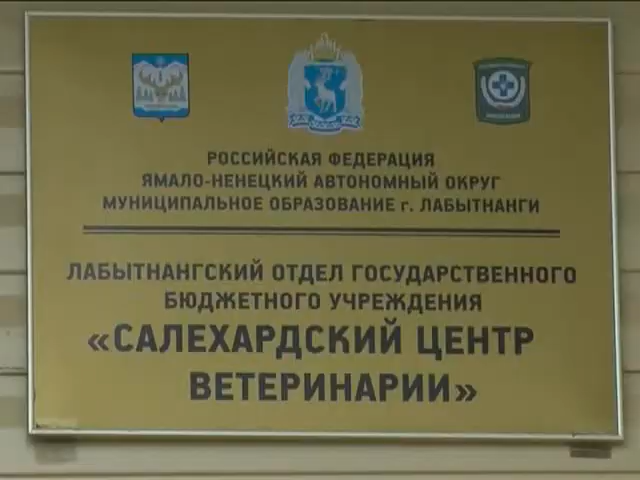 РОССИЙСКАЯ ФЕДЕРАЦИЯ
ЯМАЛО-НЕНЕЦКИЙ АВТОНОМНЫЙ ОКРУГ
МУНИЦИПАЛЬНОЕ ОБРАЗОВАНИЕ г. ЛАБЫТНАНГИ
ЛАБЫТНАНГСКИЙ ОТДЕЛ ГОСУДАРСТВЕННОГО
БЮДЖЕТНОГО УЧРЕЖДЕНИЯ
«САЛЕХАРДСКИЙ ЦЕНТР
ВЕТЕРИНАРИИ»